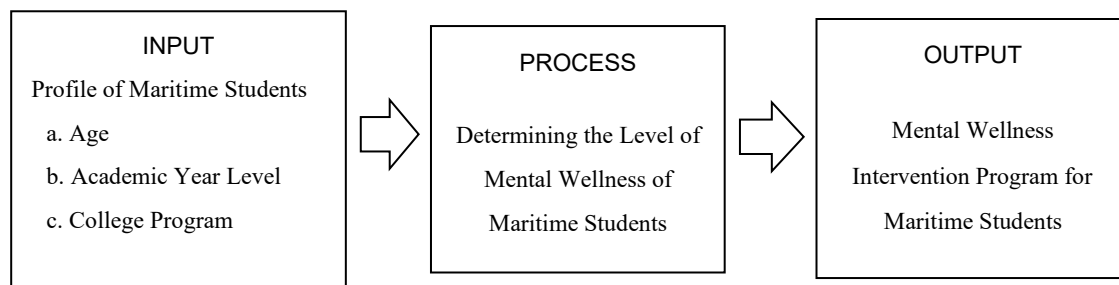 INPUT
Profile of Maritime Students
a. Age
b. Academic Year Level
c. College Program
PROCESS
Determining the Level of
Mental Wellness of
Maritime Students
OUTPUT
Mental Wellness
Intervention Program for
Maritime Students